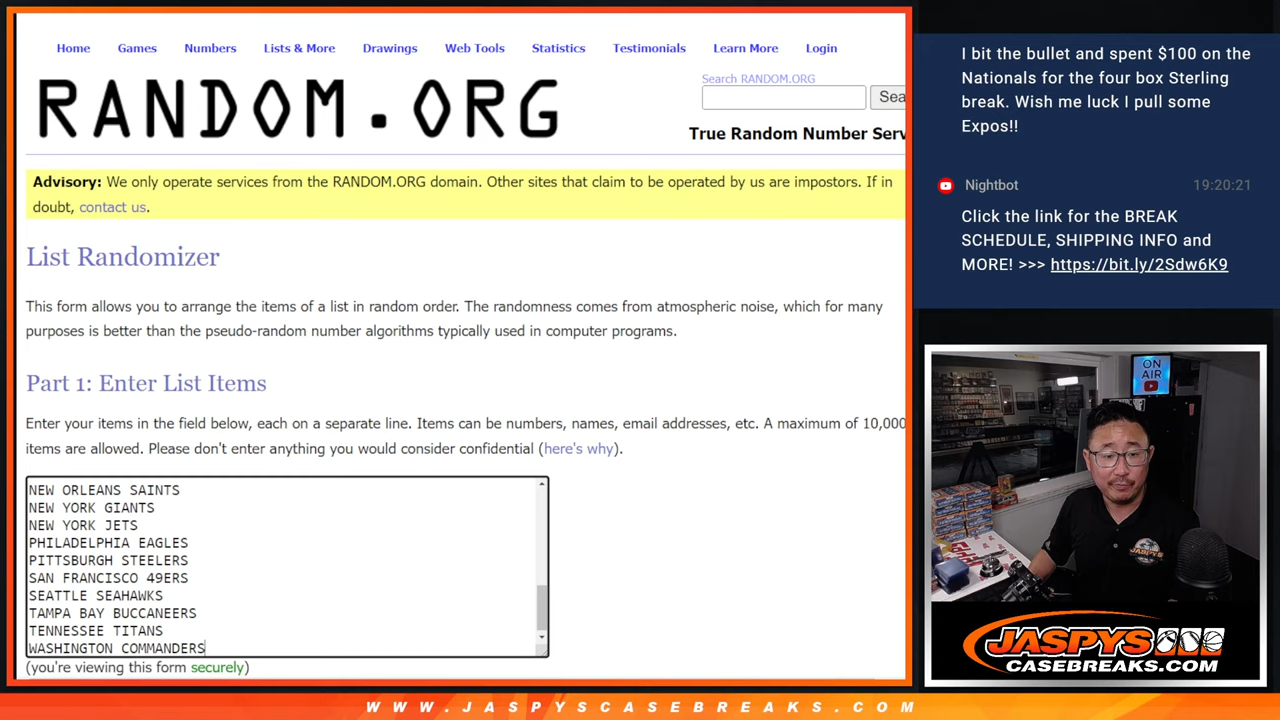 Home Games Numbers Lists & More Drawings Web Tools Statistics Testimonials Learn More Login
RANDOM.ORG
Search RANDOM.ORG
Sea
True Random Number Serv
Advisory: We only operate services from the RANDOM.ORG domain. Other sites that claim to be operated by us are impostors. If in
doubt, contact us.
List Randomizer
This form allows you to arrange the items of a list in random order. The randomness comes from atmospheric noise, which for many
purposes is better than the pseudo-random number algorithms typically used in computer programs.
Part 1: Enter List Items
Enter your items in the field below, each on a separate line. Items can be numbers, names, email addresses, etc. A maximum of 10,000
items are allowed. Please don't enter anything you would consider confidential (here's why).
NEW ORLEANS SAINTS
NEW YORK GIANTS
NEW YORK JETS
PHILADELPHIA EAGLES
PITTSBURGH STEELERS
SAN FRANCISCO 49ERS
SEATTLE SEAHAWKS
TAMPA BAY BUCCANEERS
TENNESSEE TITANS
WASHINGTON COMMANDERS
(you're viewing this form securely)
I bit the bullet and spent $100 on the
Nationals for the four box Sterling
break. Wish me luck I pull some
Expos!!
Nightbot 19:20:21
Click the link for the BREAK
SCHEDULE, SHIPPING INFO and
MORE! >>> https://bit.ly/2Sdw6K9
ON
AIR
JASPYS
CASEBREAKS.COM
WWW.JASPYSCASEBREAKS.COM